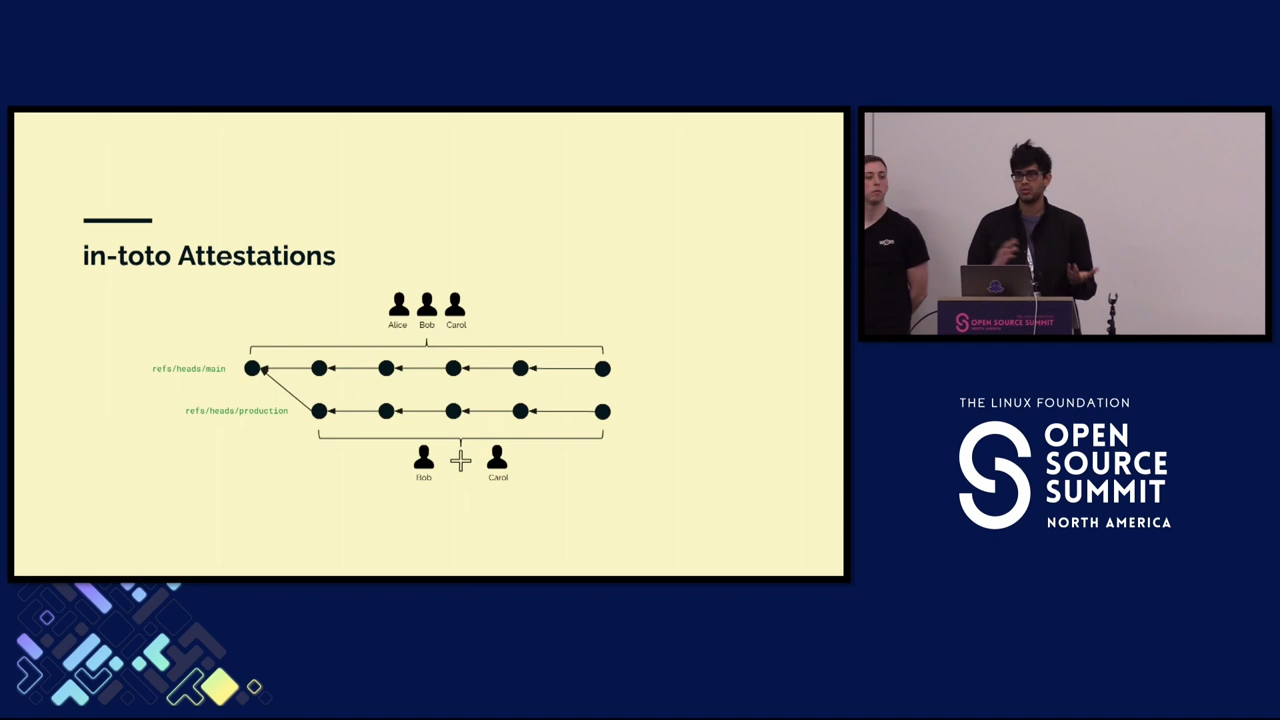 in-toto Attestations
Alice Bob Carol
refs/heads/main
refs/heads/production
Bob Carol
OPEN SOURCE SUMMIT
THE LINUX FOUNDATION
OPEN
SOURCE
SUMMIT
NORTH AMERICA